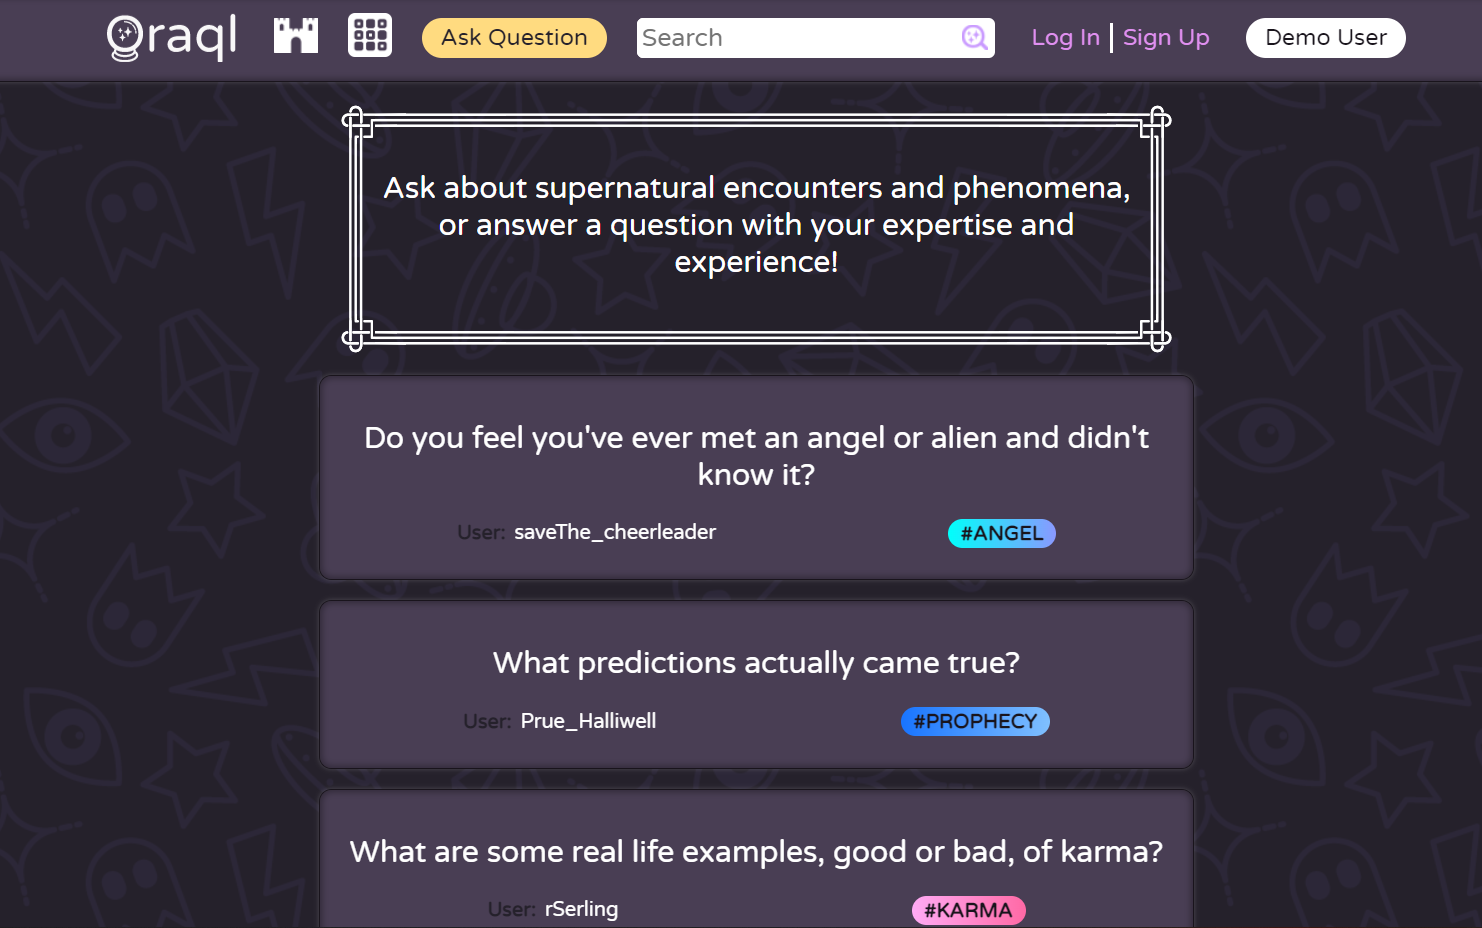 Oraql
Ask Question
Search
Log In
Sign Up
Demo User
Ask about supernatural encounters and phenomena,
or answer a question with your expertise and
experience!
Do you feel you've ever met an angel or alien and didn't
know it?
User: saveThe_cheerleader
#ANGEL
What predictions actually came true?
User: Prue_Halliwell
#PROPHECY
What are some real life examples, good or bad, of karma?
User: rSerling
#KARMA